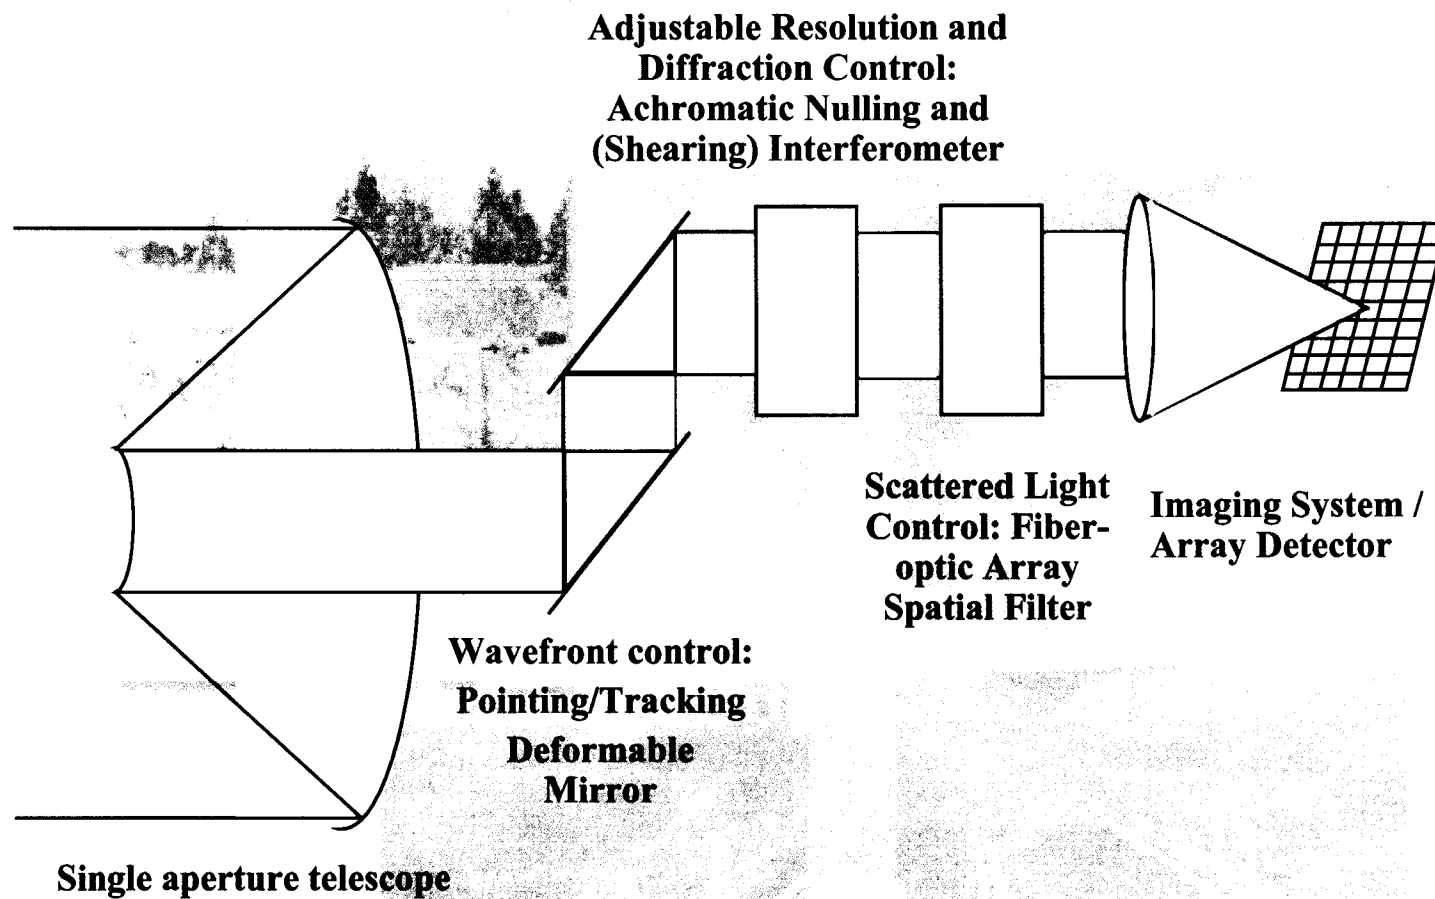 Adjustable Resolution and
Diffraction Control:
Achromatic Nulling and
(Shearing) Interferometer
Scattered Light
Control: Fiber-
optic Array
Spatial Filter
Imaging System /
Array Detector
Wavefront control:
Pointing/Tracking
Deformable
Mirror
Single aperture telescope